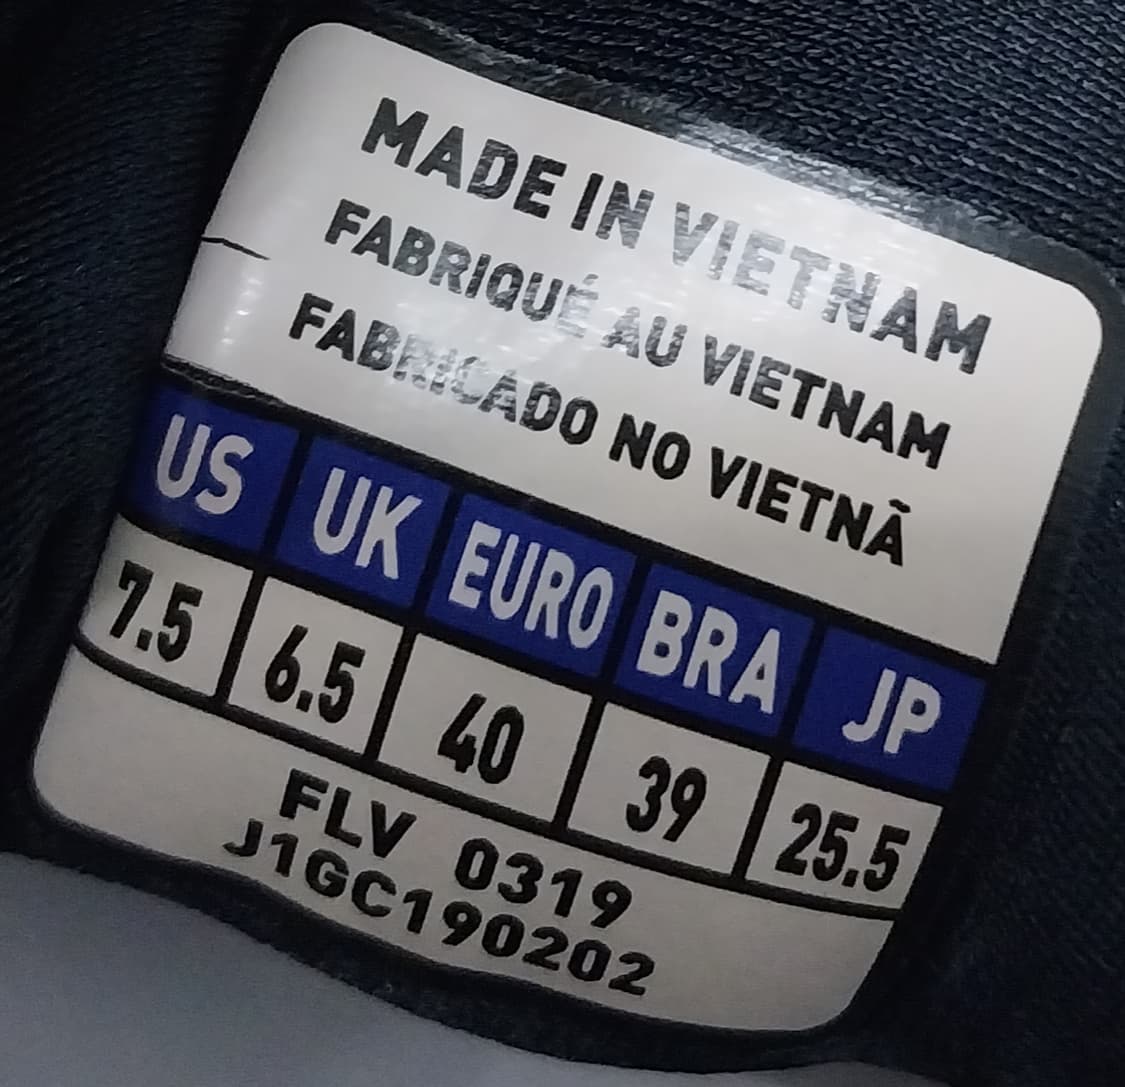 MADE IN VIETNAM
FABRIQUÉ AU VIETNAM
FABRICADO NO VIETNÃ
US UK EURO BRA JP
7.5 6.5 40 39 25.5
FLV 0319
J1GC190202